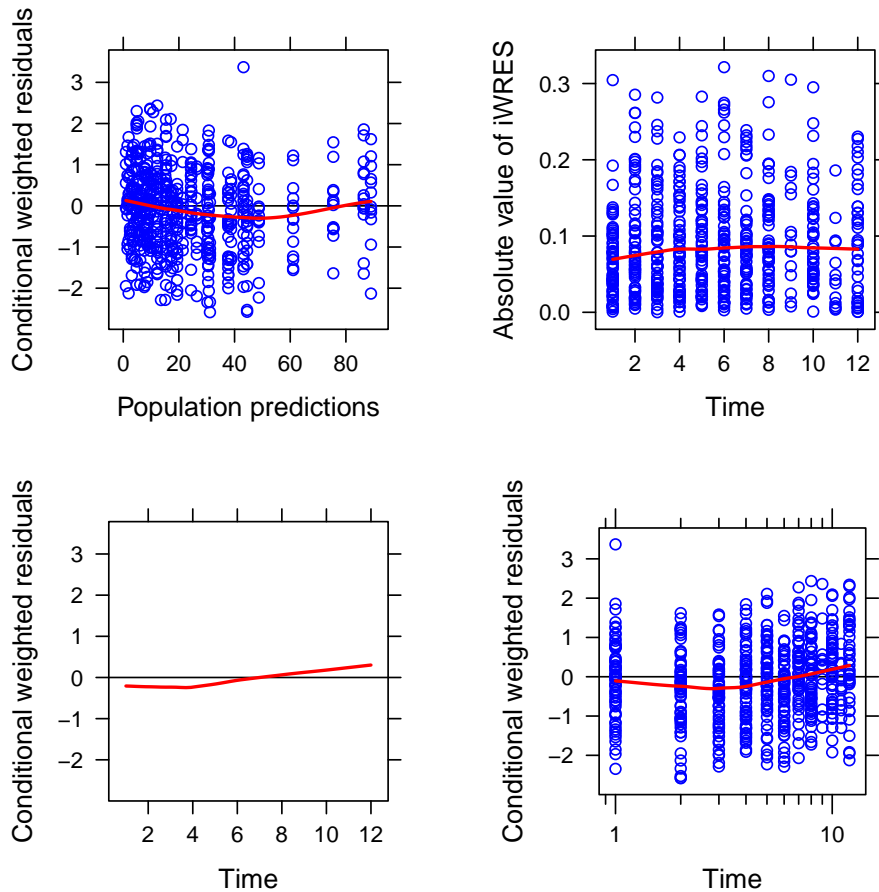 Conditional weighted residuals
3
2
1
0
−1
−2
0 20 40 60 80
Population predictions
Absolute value of iWRES
0.3
0.2
0.1
0.0
2 4 6 8 10 12
Time
Conditional weighted residuals
3
2
1
0
−1
−2
2 4 6 8 10 12
Time
Conditional weighted residuals
3
2
1
0
−1
−2
1 10
Time